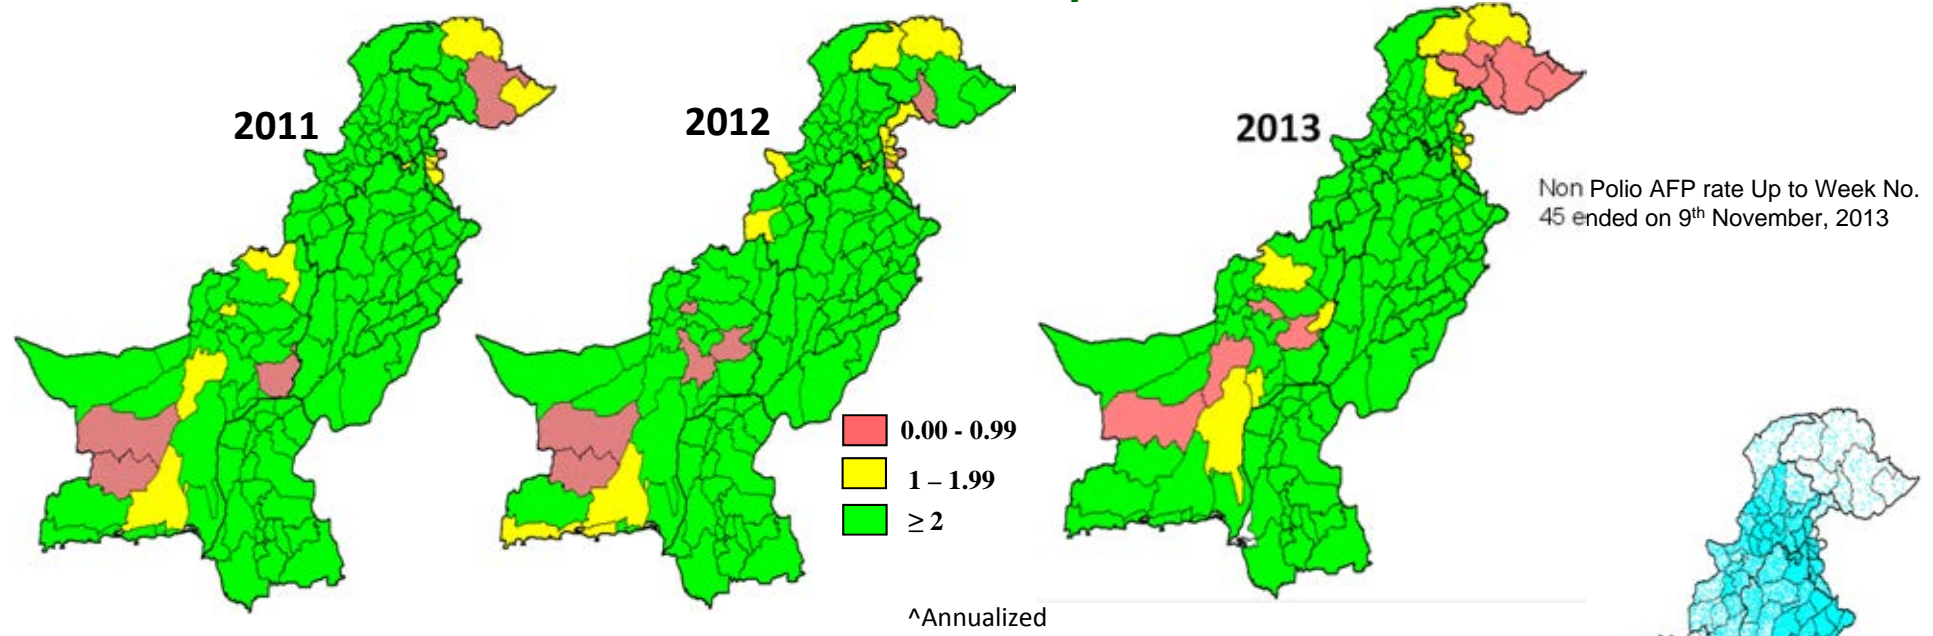 2011
2012
2013
Non Polio AFP rate Up to Week No.
45 ended on 9th November, 2013
0.00 - 0.99
1 – 1.99
≥ 2
^Annualized